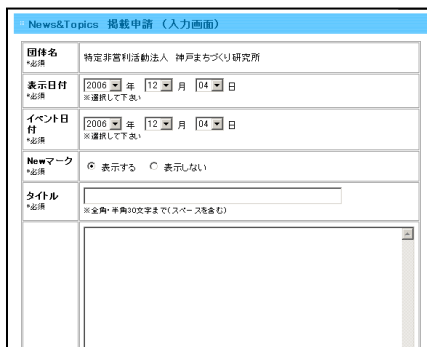 News&Topics 掲載申請 (入力画面)
団体名
*必須
特定非営利活動法人 神戸まちづくり研究所
表示日付
*必須
2006 年 12 月 04 日
※選択して下さい
イベント日
付
*必須
2006 年 12 月 04 日
※選択して下さい
Newマーク
*必須
表示する 表示しない
タイトル
*必須
※全角・半角30文字まで(スペースを含む)